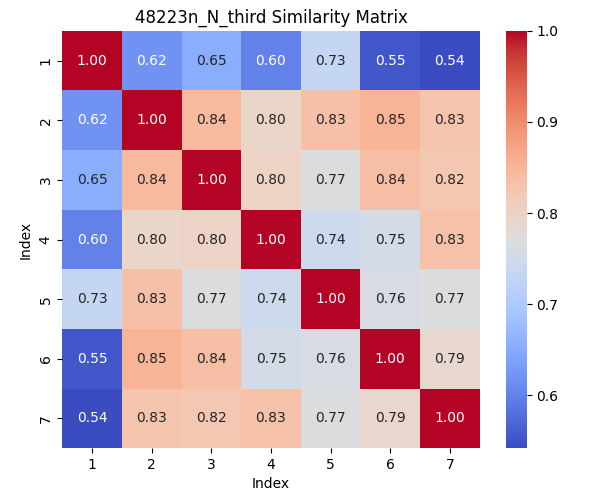 48223n_N_third Similarity Matrix
1 1.00 0.62 0.65 0.60 0.73 0.55 0.54
2 0.62 1.00 0.84 0.80 0.83 0.85 0.83
3 0.65 0.84 1.00 0.80 0.77 0.84 0.82
4 0.60 0.80 0.80 1.00 0.74 0.75 0.83
5 0.73 0.83 0.77 0.74 1.00 0.76 0.77
6 0.55 0.85 0.84 0.75 0.76 1.00 0.79
7 0.54 0.83 0.82 0.83 0.77 0.79 1.00
1 2 3 4 5 6 7
Index
Index
1.0
0.9
0.8
0.7
0.6